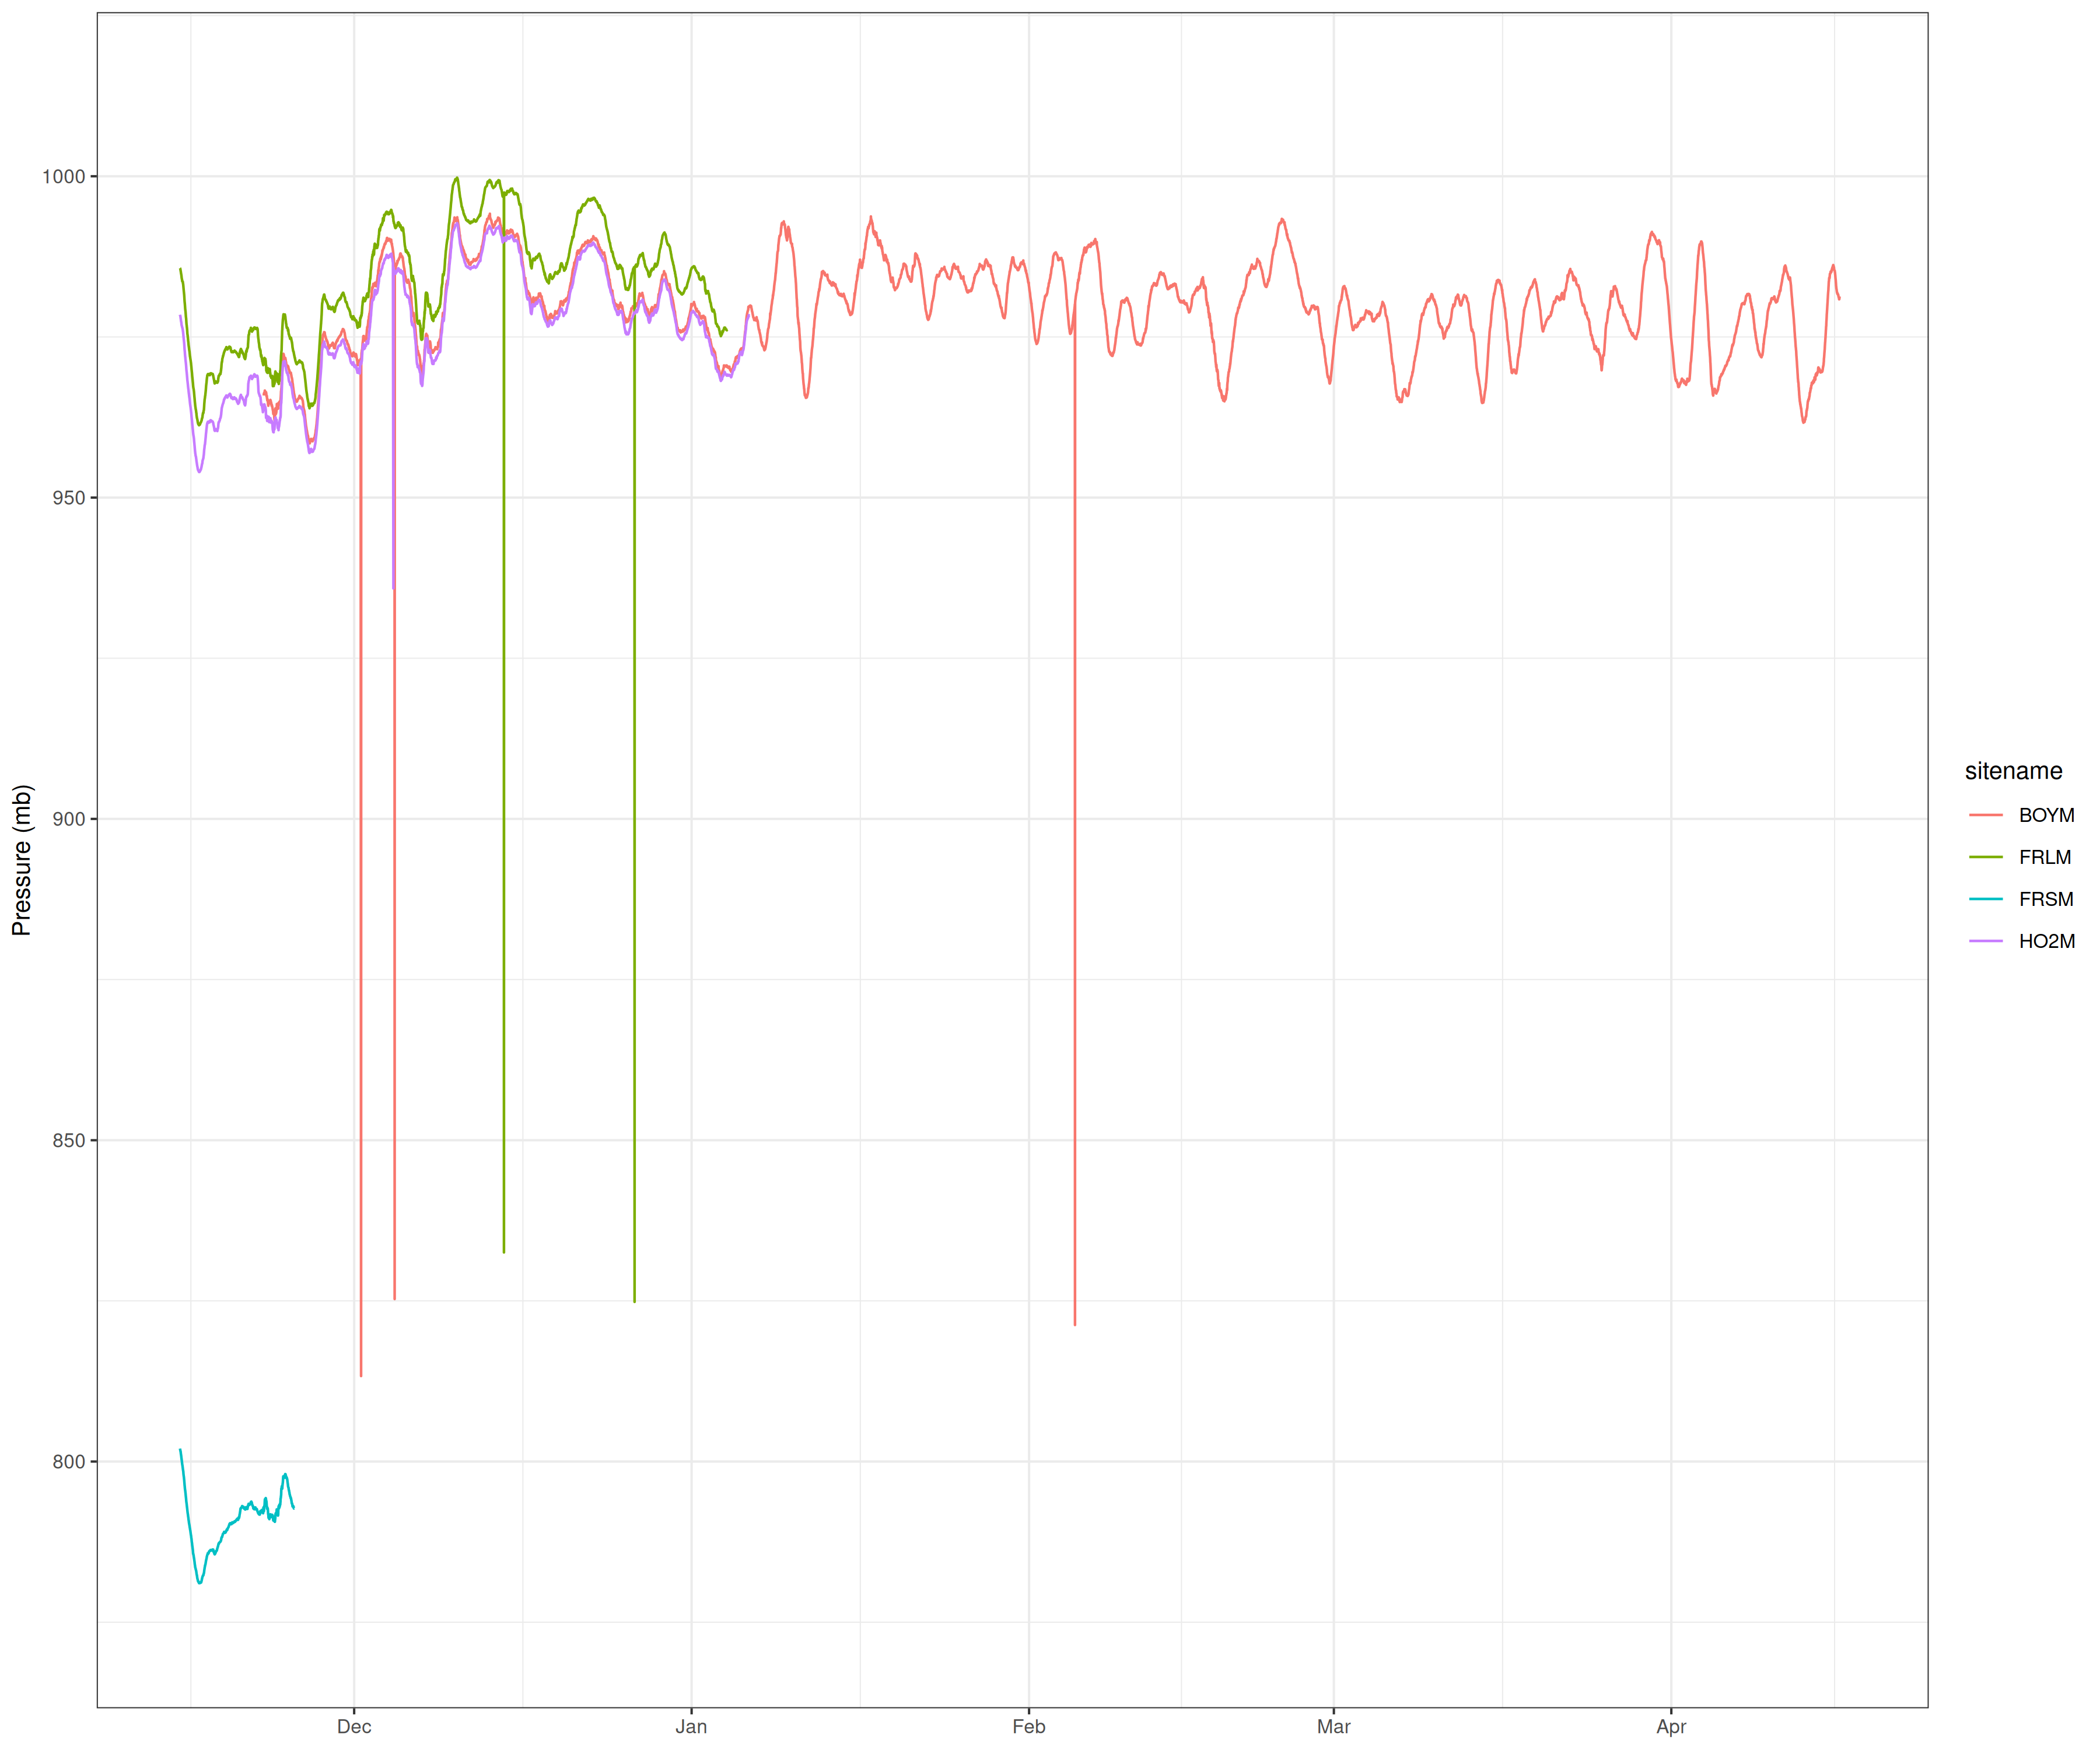 1000
950
900
850
800
Pressure (mb)
Dec
Jan
Feb
Mar
Apr
sitename
BOYM
FRLM
FRSM
HO2M